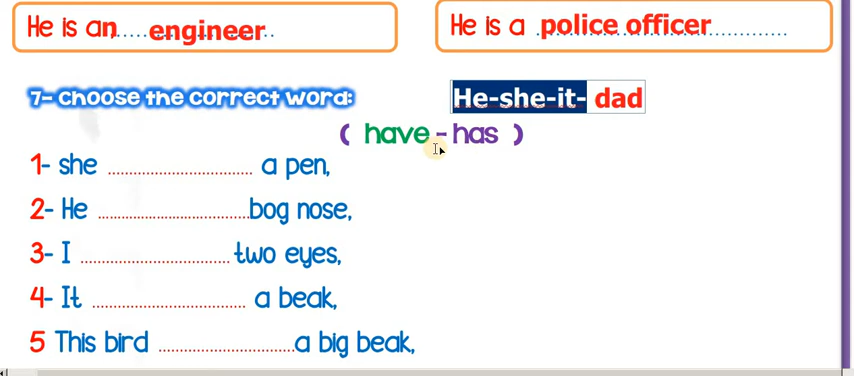 He is an engineer
He is a police officer
7- Choose the correct word:
He-she-it- dad
( have - has )
1- she ............................ a pen,
2- He .............................bog nose,
3- I ............................. two eyes,
4- It ............................. a beak,
5 This bird ..........................a big beak,